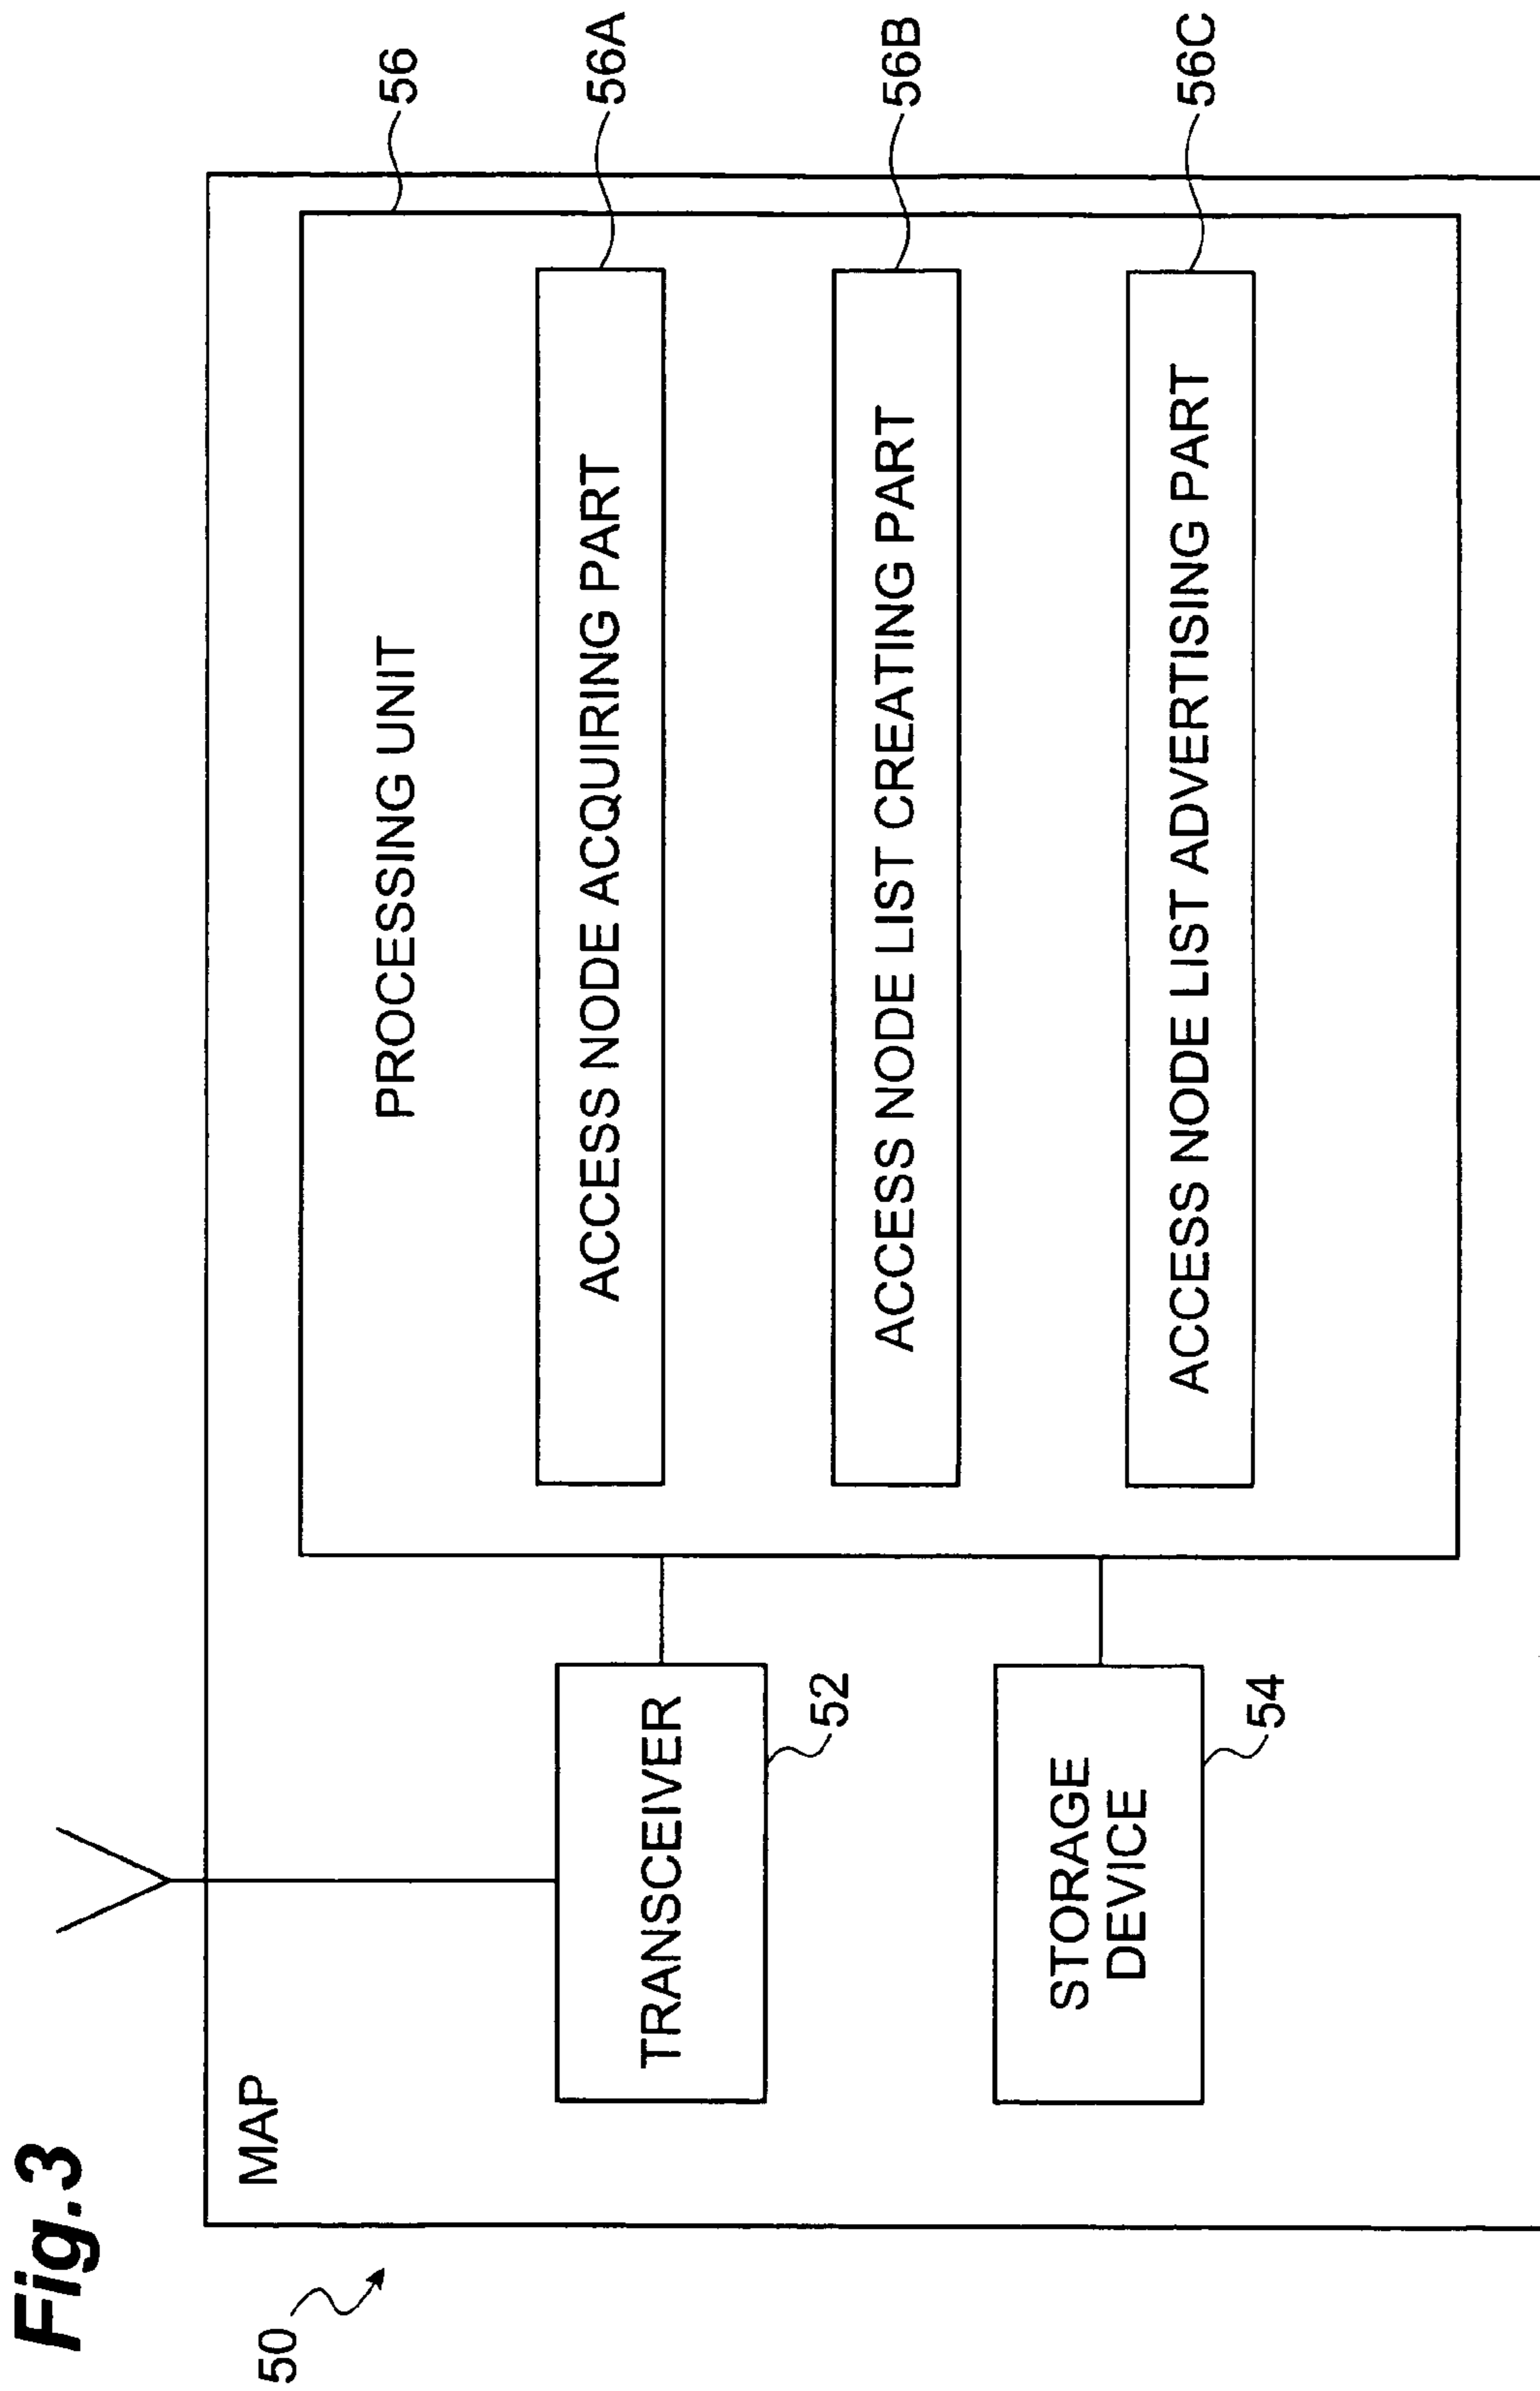 Fig.3
50
MAP
TRANSCEIVER
52
STORAGE
DEVICE
54
PROCESSING UNIT
56
ACCESS NODE ACQUIRING PART
56A
ACCESS NODE LIST CREATING PART
56B
ACCESS NODE LIST ADVERTISING PART
56C